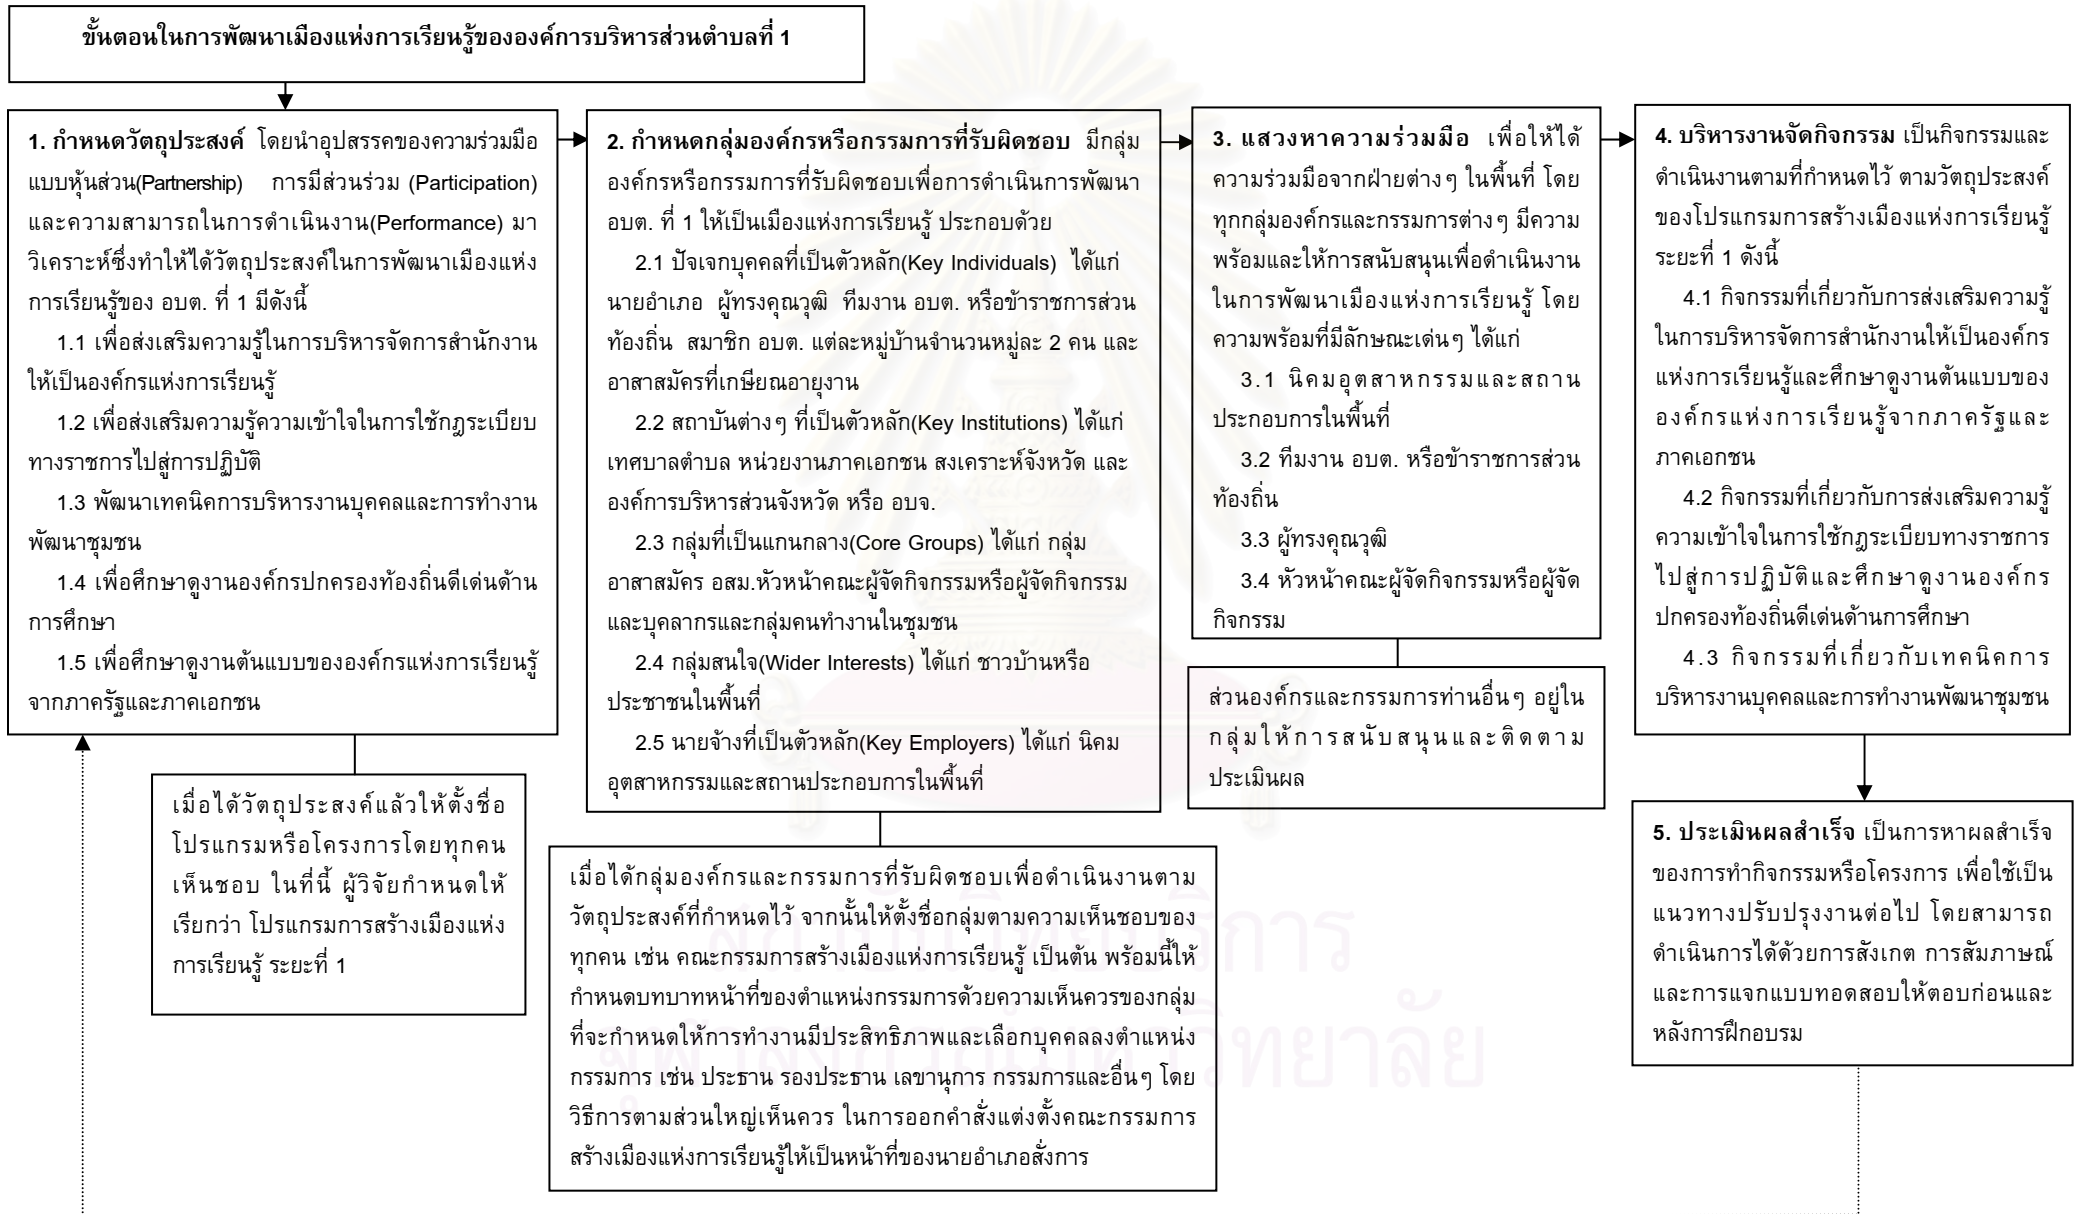 ขั้นตอนในการพัฒนาเมืองแห่งการเรียนรู้ขององค์การบริหารส่วนตำบลที่ 1
1. กำหนดวัตถุประสงค์ โดยนำอุปสรรคของความร่วมมือ
แบบหุ้นส่วน(Partnership) การมีส่วนร่วม (Participation)
และความสามารถในการดำเนินงาน(Performance) มา
วิเคราะห์ซึ่งทำให้ได้วัตถุประสงค์ในการพัฒนาเมืองแห่ง
การเรียนรู้ของ อบต. ที่ 1 มีดังนี้
1.1 เพื่อส่งเสริมความรู้ในการบริหารจัดการสำนักงาน
ให้เป็นองค์กรแห่งการเรียนรู้
1.2 เพื่อส่งเสริมความรู้ความเข้าใจในการใช้กฎระเบียบ
ทางราชการไปสู่การปฏิบัติ
1.3 พัฒนาเทคนิคการบริหารงานบุคคลและการทำงาน
พัฒนาชุมชน
1.4 เพื่อศึกษาดูงานองค์กรปกครองท้องถิ่นดีเด่นด้าน
การศึกษา
1.5 เพื่อศึกษาดูงานต้นแบบขององค์กรแห่งการเรียนรู้
จากภาครัฐและภาคเอกชน
เมื่อได้วัตถุประสงค์แล้วให้ตั้งชื่อ
โปรแกรมหรือโครงการโดยทุกคน
เห็นชอบ ในที่นี้ ผู้วิจัยกำหนดให้
เรียกว่า โปรแกรมการสร้างเมืองแห่ง
การเรียนรู้ ระยะที่ 1
2. กำหนดกลุ่มองค์กรหรือกรรมการที่รับผิดชอบ มีกลุ่ม
องค์กรหรือกรรมการที่รับผิดชอบเพื่อการดำเนินการพัฒนา
อบต. ที่ 1 ให้เป็นเมืองแห่งการเรียนรู้ ประกอบด้วย
2.1 ปัจเจกบุคคลที่เป็นตัวหลัก(Key Individuals) ได้แก่
นายอำเภอ ผู้ทรงคุณวุฒิ ทีมงาน อบต. หรือข้าราชการส่วน
ท้องถิ่น สมาชิก อบต. แต่ละหมู่บ้านจำนวนหมู่ละ 2 คน และ
อาสาสมัครที่เกษียณอายุงาน
2.2 สถาบันต่างๆ ที่เป็นตัวหลัก(Key Institutions) ได้แก่
เทศบาลตำบล หน่วยงานภาคเอกชน สงเคราะห์จังหวัด และ
องค์การบริหารส่วนจังหวัด หรือ อบจ.
2.3 กลุ่มที่เป็นแกนกลาง(Core Groups) ได้แก่ กลุ่ม
อาสาสมัคร อสม.หัวหน้าคณะผู้จัดกิจกรรมหรือผู้จัดกิจกรรม
และบุคลากรและกลุ่มคนทำงานในชุมชน
2.4 กลุ่มสนใจ(Wider Interests) ได้แก่ ชาวบ้านหรือ
ประชาชนในพื้นที่
2.5 นายจ้างที่เป็นตัวหลัก(Key Employers) ได้แก่ นิคม
อุตสาหกรรมและสถานประกอบการในพื้นที่
เมื่อได้กลุ่มองค์กรและกรรมการที่รับผิดชอบเพื่อดำเนินงานตาม
วัตถุประสงค์ที่กำหนดไว้ จากนั้นให้ตั้งชื่อกลุ่มตามความเห็นชอบของ
ทุกคน เช่น คณะกรรมการสร้างเมืองแห่งการเรียนรู้ เป็นต้น พร้อมนี้ให้
กำหนดบทบาทหน้าที่ของตำแหน่งกรรมการด้วยความเห็นควรของกลุ่ม
ที่จะกำหนดให้การทำงานมีประสิทธิภาพและเลือกบุคคลลงตำแหน่ง
กรรมการ เช่น ประธาน รองประธาน เลขานุการ กรรมการและอื่นๆ โดย
วิธีการตามส่วนใหญ่เห็นควร ในการออกคำสั่งแต่งตั้งคณะกรรมการ
สร้างเมืองแห่งการเรียนรู้ให้เป็นหน้าที่ของนายอำเภอสั่งการ
3. แสวงหาความร่วมมือ เพื่อให้ได้
ความร่วมมือจากฝ่ายต่างๆ ในพื้นที่ โดย
ทุกกลุ่มองค์กรและกรรมการต่างๆ มีความ
พร้อมและให้การสนับสนุนเพื่อดำเนินงาน
ในการพัฒนาเมืองแห่งการเรียนรู้ โดย
ความพร้อมที่มีลักษณะเด่นๆ ได้แก่
3.1 นิคมอุตสาหกรรมและสถาน
ประกอบการในพื้นที่
3.2 ทีมงาน อบต. หรือข้าราชการส่วน
ท้องถิ่น
3.3 ผู้ทรงคุณวุฒิ
3.4 หัวหน้าคณะผู้จัดกิจกรรมหรือผู้จัด
กิจกรรม
ส่วนองค์กรและกรรมการท่านอื่นๆ อยู่ใน
กลุ่มให้การสนับสนุนและติดตาม
ประเมินผล
4. บริหารงานจัดกิจกรรม เป็นกิจกรรมและ
ดำเนินงานตามที่กำหนดไว้ ตามวัตถุประสงค์
ของโปรแกรมการสร้างเมืองแห่งการเรียนรู้
ระยะที่ 1 ดังนี้
4.1 กิจกรรมที่เกี่ยวกับการส่งเสริมความรู้
ในการบริหารจัดการสำนักงานให้เป็นองค์กร
แห่งการเรียนรู้และศึกษาดูงานต้นแบบของ
องค์กรแห่งการเรียนรู้จากภาครัฐและ
ภาคเอกชน
4.2 กิจกรรมที่เกี่ยวกับการส่งเสริมความรู้
ความเข้าใจในการใช้กฎระเบียบทางราชการ
ไปสู่การปฏิบัติและศึกษาดูงานองค์กร
ปกครองท้องถิ่นดีเด่นด้านการศึกษา
4.3 กิจกรรมที่เกี่ยวกับเทคนิคการ
บริหารงานบุคคลและการทำงานพัฒนาชุมชน
5. ประเมินผลสำเร็จ เป็นการหาผลสำเร็จ
ของการทำกิจกรรมหรือโครงการ เพื่อใช้เป็น
แนวทางปรับปรุงงานต่อไป โดยสามารถ
ดำเนินการได้ด้วยการสังเกต การสัมภาษณ์
และการแจกแบบทอดสอบให้ตอบก่อนและ
หลังการฝึกอบรม
สถาบันวิทยบริการ
จุฬาลงกรณ์มหาวิทยาลัย